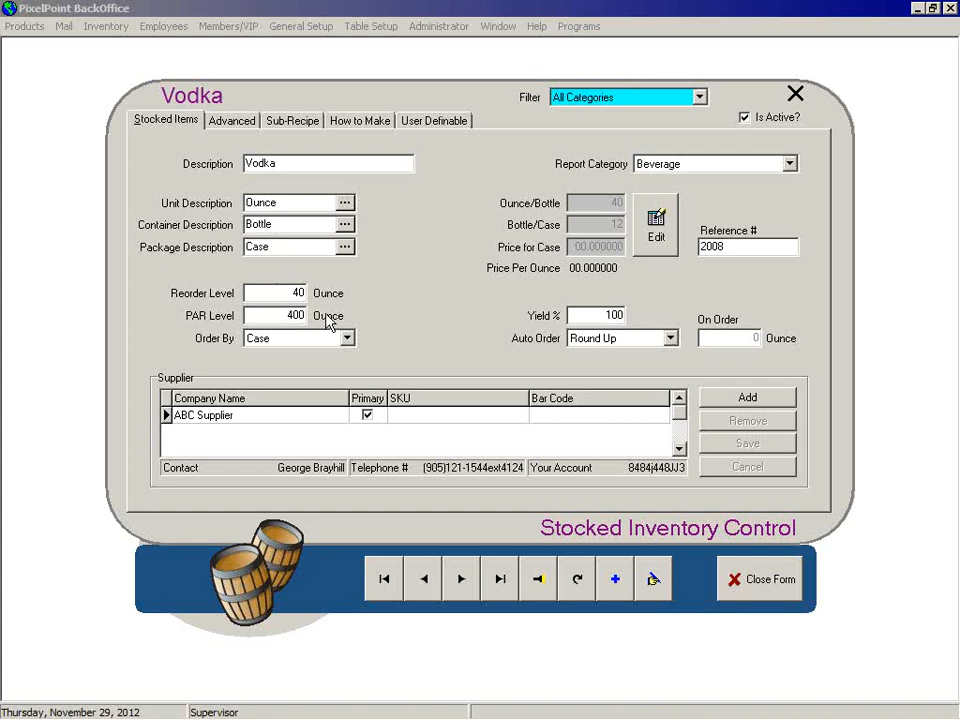 PixelPoint BackOffice
Products Mail Inventory Employees Members/VIP General Setup Table Setup Administrator Window Help Programs
Vodka
Filter All Categories
Is Active?
Stocked Items Advanced Sub-Recipe How to Make User Definable
Description Vodka Report Category Beverage
Unit Description Ounce ... Ounce/Bottle 40
Container Description Bottle ... Bottle/Case 12
Edit
Reference #
Package Description Case ... Price for Case 00.000000 2008
Price Per Ounce 00.000000
Reorder Level 40 Ounce
PAR Level 400 Ounce Yield % 100 On Order
Order By Case Auto Order Round Up 0 Ounce
Supplier
Company Name Primary SKU Bar Code Add
ABC Supplier
Remove
Save
Contact George Brayhill Telephone # (905)121-1544ext4124 Your Account 8484j448JJ3 Cancel
Stocked Inventory Control
Close Form
Thursday, November 29, 2012 Supervisor